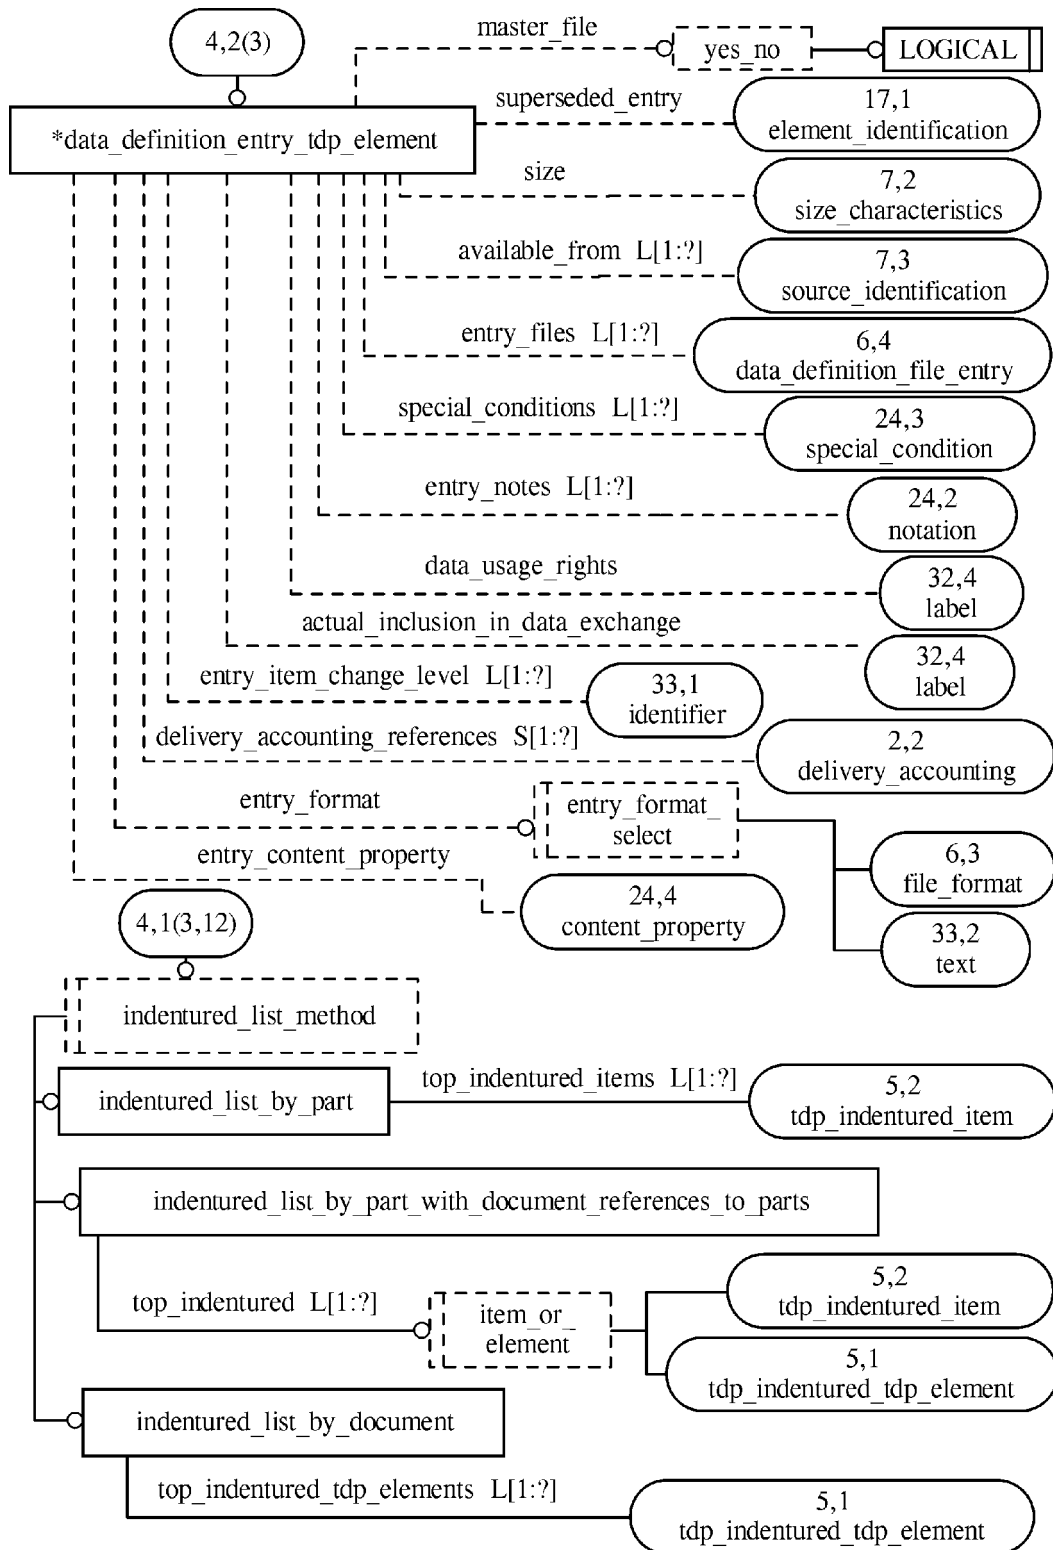 4,2(3)
master_file
yes_no
LOGICAL
*data_definition_entry_tdp_element
superseded_entry
17,1
element_identification
size
7,2
size_characteristics
available_from L[1:?]
7,3
source_identification
entry_files L[1:?]
6,4
data_definition_file_entry
special_conditions L[1:?]
24,3
special_condition
entry_notes L[1:?]
24,2
notation
data_usage_rights
32,4
label
actual_inclusion_in_data_exchange
32,4
label
entry_item_change_level L[1:?]
33,1
identifier
delivery_accounting_references S[1:?]
2,2
delivery_accounting
entry_format
entry_format_
select
6,3
file_format
33,2
text
entry_content_property
24,4
content_property
4,1(3,12)
indentured_list_method
indentured_list_by_part
top_indentured_items L[1:?]
5,2
tdp_indentured_item
indentured_list_by_part_with_document_references_to_parts
top_indentured L[1:?]
item_or_
element
5,2
tdp_indentured_item
5,1
tdp_indentured_tdp_element
indentured_list_by_document
top_indentured_tdp_elements L[1:?]
5,1
tdp_indentured_tdp_element